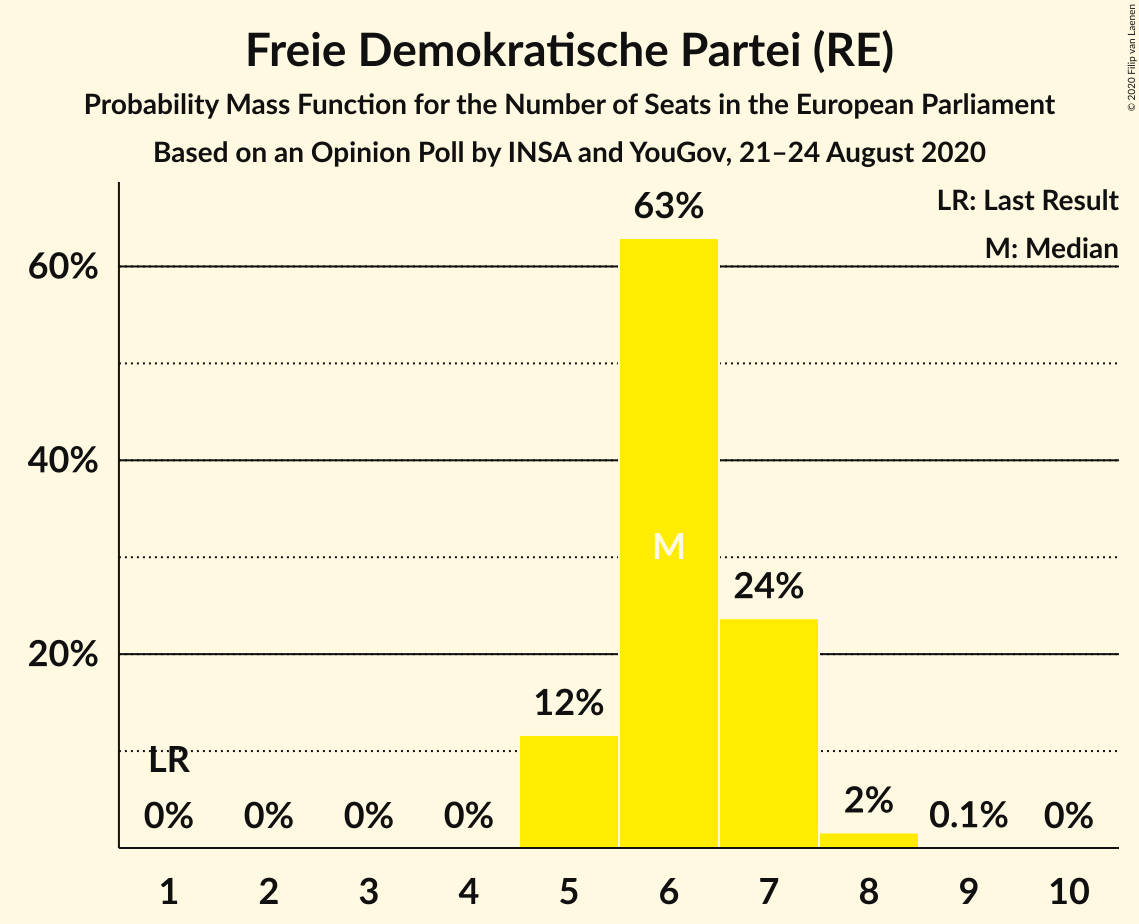 Freie Demokratische Partei (RE)
Probability Mass Function for the Number of Seats in the European Parliament
Based on an Opinion Poll by INSA and YouGov, 21–24 August 2020
© 2020 Filip van Laenen
LR: Last Result
M: Median
63%
60%
40%
M
24%
20%
12%
LR
0% 0% 0% 0% 2% 0.1% 0%
1 2 3 4 5 6 7 8 9 10